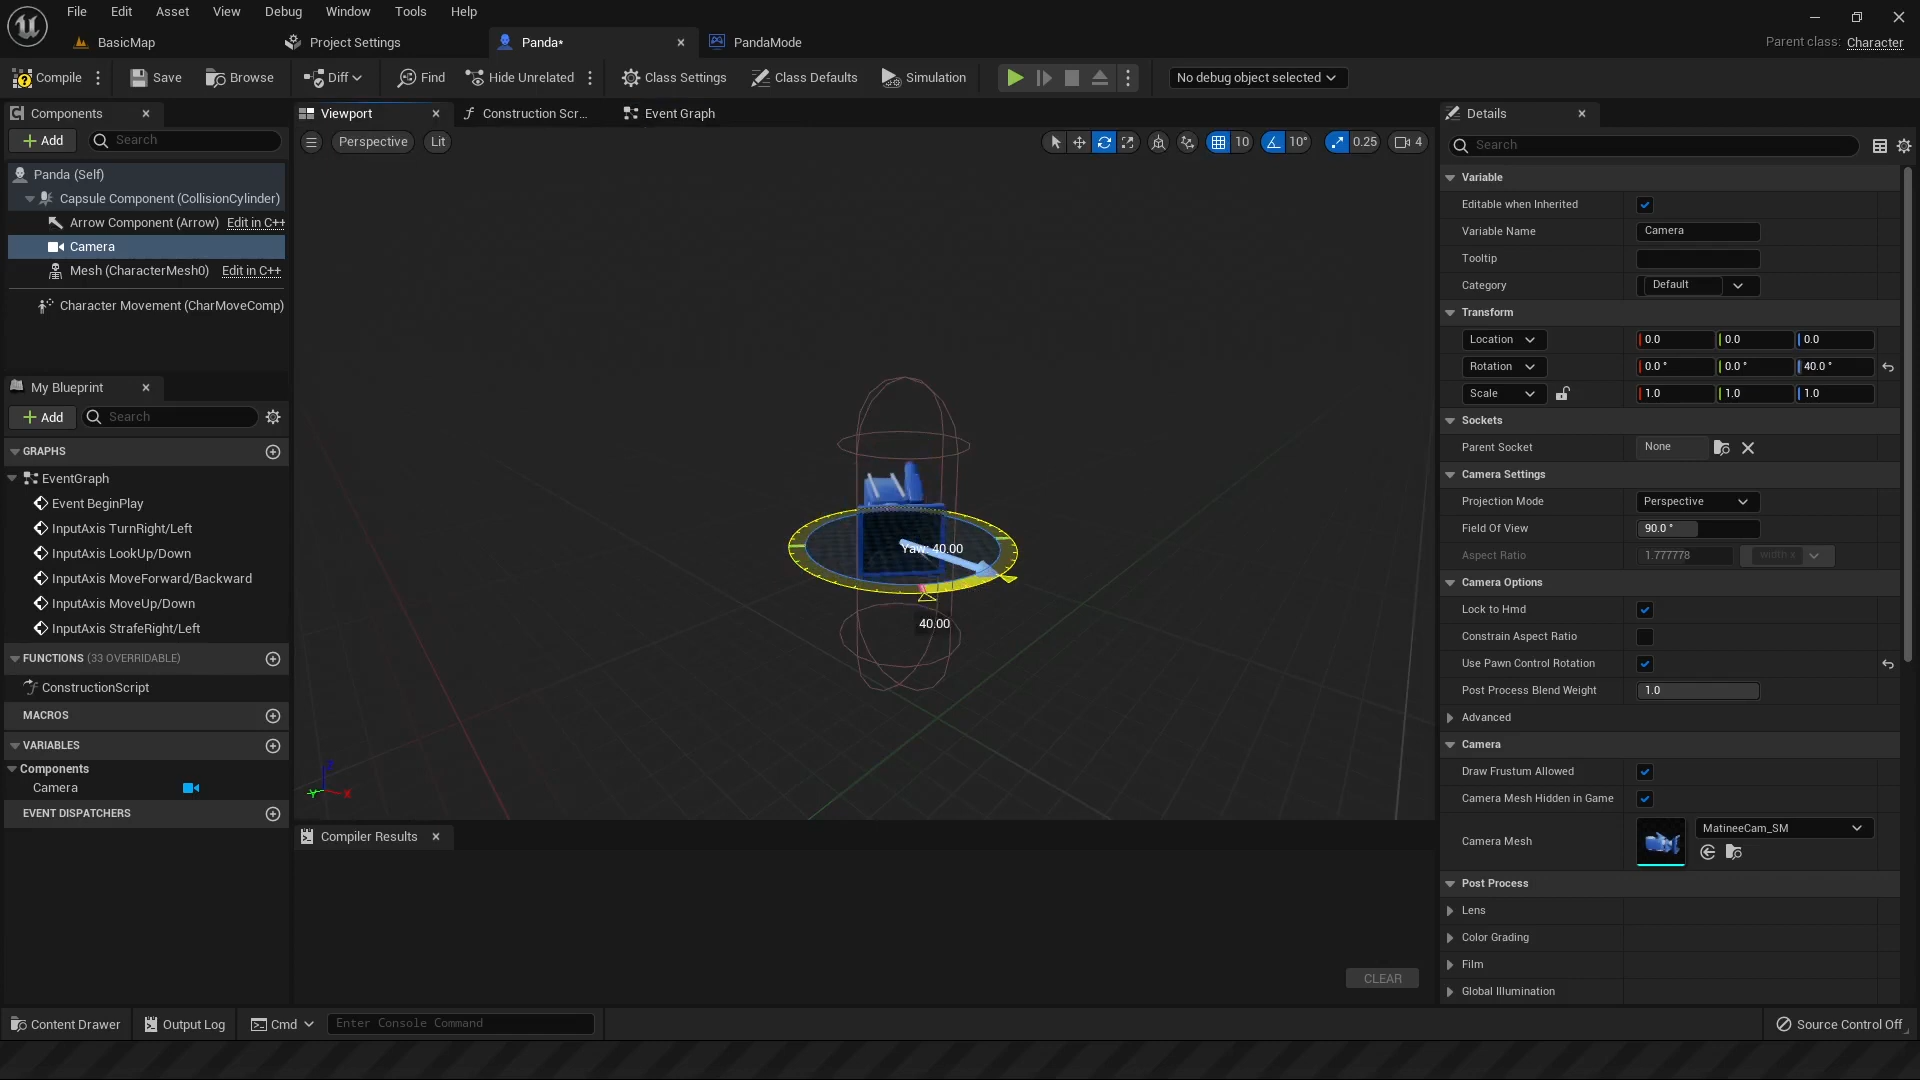 File Edit Asset View Debug Window Tools Help
BasicMap Project Settings Panda* PandaMode
Parent class: Character
Compile Save Browse Diff Find Hide Unrelated Class Settings Class Defaults Simulation No debug object selected
Components
Add Search
Panda (Self)
Capsule Component (CollisionCylinder)
Arrow Component (Arrow) Edit in C++
Camera
Mesh (CharacterMesh0) Edit in C++
Character Movement (CharMoveComp)
My Blueprint
Add Search
GRAPHS
EventGraph
Event BeginPlay
InputAxis TurnRight/Left
InputAxis LookUp/Down
InputAxis MoveForward/Backward
InputAxis MoveUp/Down
InputAxis StrafeRight/Left
FUNCTIONS (33 OVERRIDABLE)
ConstructionScript
MACROS
VARIABLES
Components
Camera
EVENT DISPATCHERS
Viewport Construction Scr... Event Graph
Perspective Lit 10 10° 0.25 4
Yaw: 40.00
40.00
Z
Y X
Compiler Results
CLEAR
Details
Search
Variable
Editable when Inherited
Variable Name Camera
Tooltip
Category Default
Transform
Location 0.0 0.0 0.0
Rotation 0.0 ° 0.0 ° 40.0 °
Scale 1.0 1.0 1.0
Sockets
Parent Socket None
Camera Settings
Projection Mode Perspective
Field Of View 90.0 °
Aspect Ratio 1.777778 width x
Camera Options
Lock to Hmd
Constrain Aspect Ratio
Use Pawn Control Rotation
Post Process Blend Weight 1.0
Advanced
Camera
Draw Frustum Allowed
Camera Mesh Hidden in Game
Camera Mesh MatineeCam_SM
Post Process
Lens
Color Grading
Film
Global Illumination
Content Drawer Output Log Cmd Enter Console Command Source Control Off